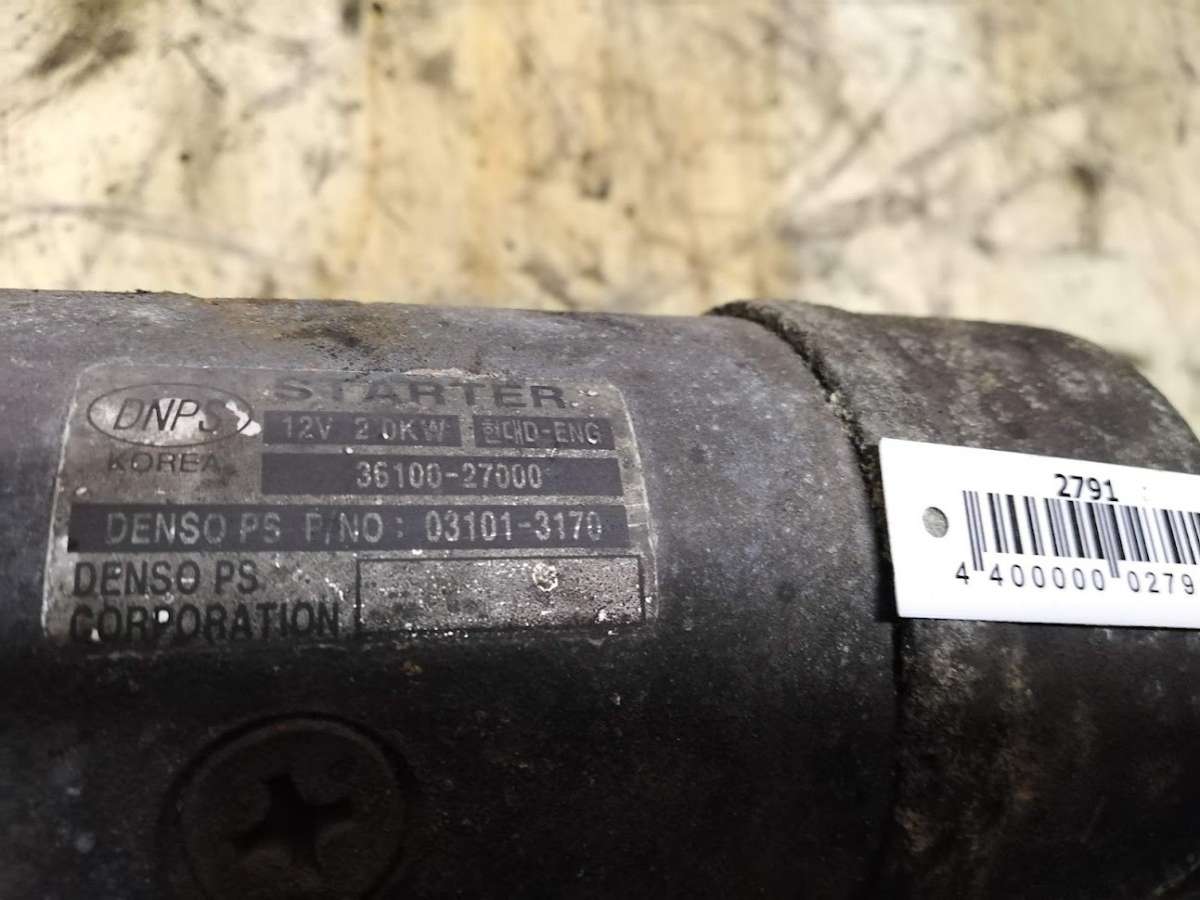 STARTER
DNPS
KOREA
12V 2.0KW 현대D-ENG
36100-27000
DENSO PS P/NO : 03101-3170
DENSO PS
CORPORATION
2791
4 400000 0279